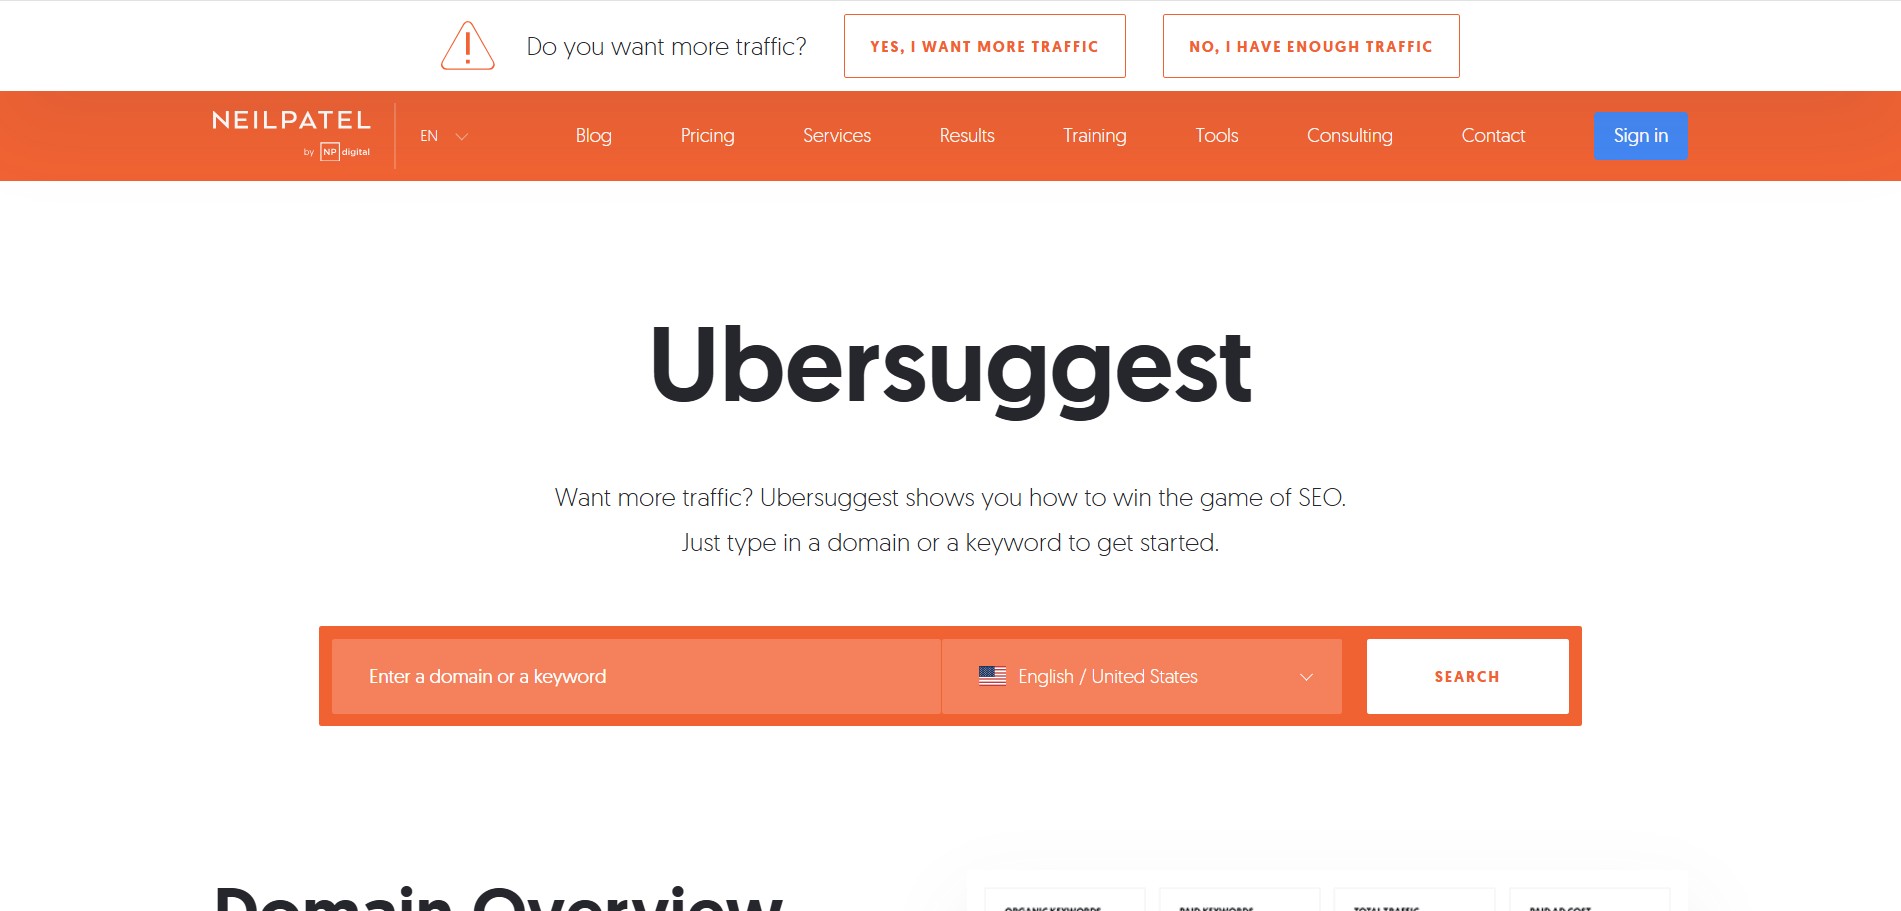 Do you want more traffic?
YES, I WANT MORE TRAFFIC
NO, I HAVE ENOUGH TRAFFIC
NEILPATEL
by NP digital
EN
Blog
Pricing
Services
Results
Training
Tools
Consulting
Contact
Sign in
Ubersuggest
Want more traffic? Ubersuggest shows you how to win the game of SEO.
Just type in a domain or a keyword to get started.
Enter a domain or a keyword
English / United States
SEARCH
Domain Overview
ORGANIC KEYWORDS
PAID KEYWORDS
TOTAL TRAFFIC
PAID AD COST